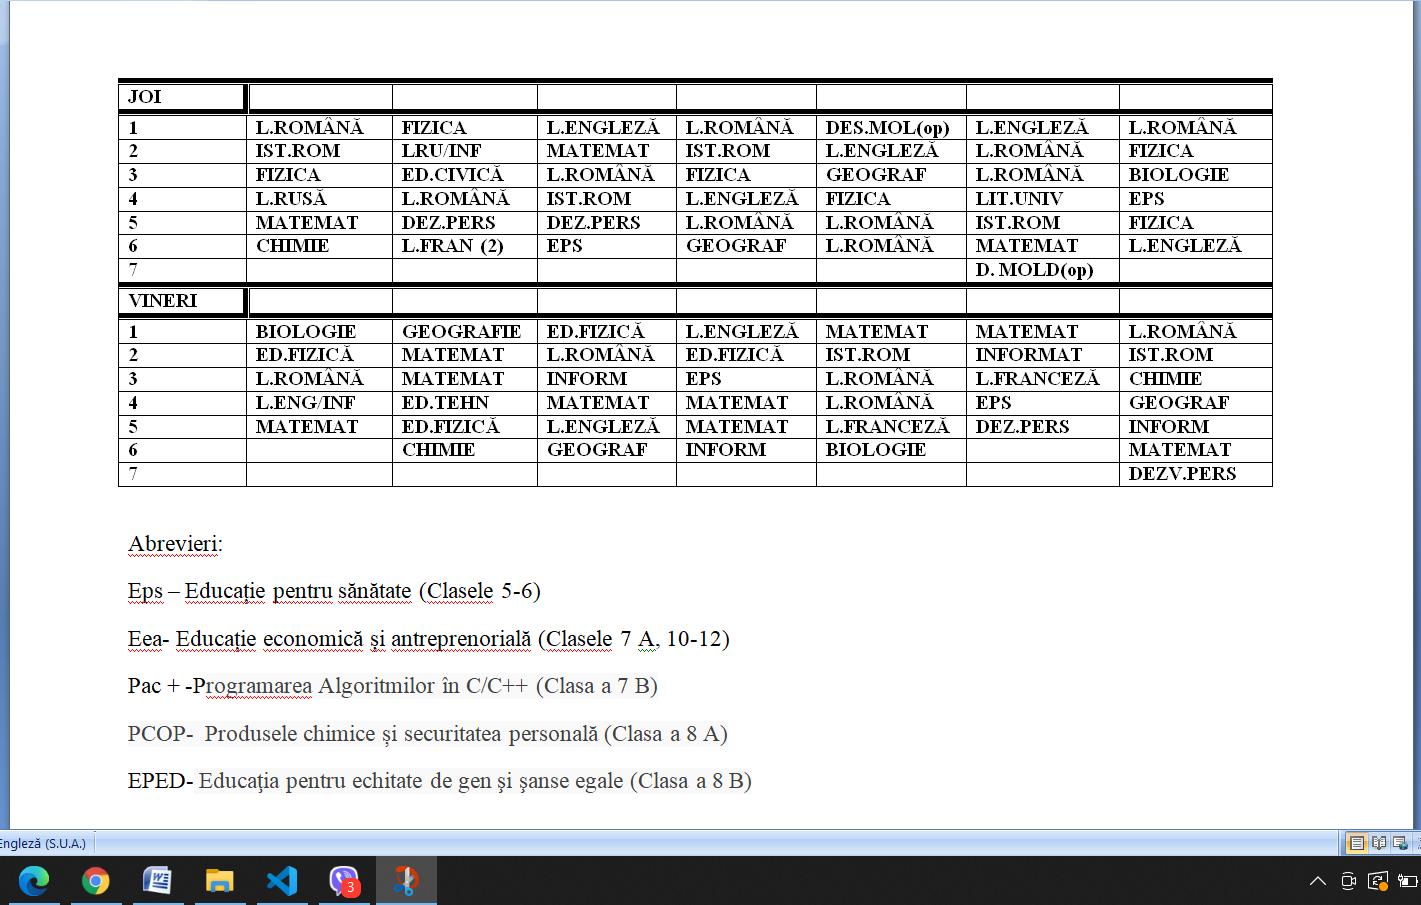 JOI
1 L.ROMÂNĂ FIZICA L.ENGLEZĂ L.ROMÂNĂ DES.MOL(op) L.ENGLEZĂ L.ROMÂNĂ
2 IST.ROM LRU/INF MATEMAT IST.ROM L.ENGLEZĂ L.ROMÂNĂ FIZICA
3 FIZICA ED.CIVICĂ L.ROMÂNĂ FIZICA GEOGRAF L.ROMÂNĂ BIOLOGIE
4 L.RUSĂ L.ROMÂNĂ IST.ROM L.ENGLEZĂ FIZICA LIT.UNIV EPS
5 MATEMAT DEZ.PERS DEZ.PERS L.ROMÂNĂ L.ROMÂNĂ IST.ROM FIZICA
6 CHIMIE L.FRAN (2) EPS GEOGRAF L.ROMÂNĂ MATEMAT L.ENGLEZĂ
7 D. MOLD(op)
VINERI
1 BIOLOGIE GEOGRAFIE ED.FIZICĂ L.ENGLEZĂ MATEMAT MATEMAT L.ROMÂNĂ
2 ED.FIZICĂ MATEMAT L.ROMÂNĂ ED.FIZICĂ IST.ROM INFORMAT IST.ROM
3 L.ROMÂNĂ MATEMAT INFORM EPS L.ROMÂNĂ L.FRANCEZĂ CHIMIE
4 L.ENG/INF ED.TEHN MATEMAT MATEMAT L.ROMÂNĂ EPS GEOGRAF
5 MATEMAT ED.FIZICĂ L.ENGLEZĂ MATEMAT L.FRANCEZĂ DEZ.PERS INFORM
6 CHIMIE GEOGRAF INFORM BIOLOGIE MATEMAT
7 DEZV.PERS
Abrevieri:
Eps – Educație pentru sănătate (Clasele 5-6)
Eea- Educație economică și antreprenorială (Clasele 7 A, 10-12)
Pac + -Programarea Algoritmilor în C/C++ (Clasa a 7 B)
PCOP- Produsele chimice și securitatea personală (Clasa a 8 A)
EPED- Educaţia pentru echitate de gen şi şanse egale (Clasa a 8 B)
Engleză (S.U.A.)
3